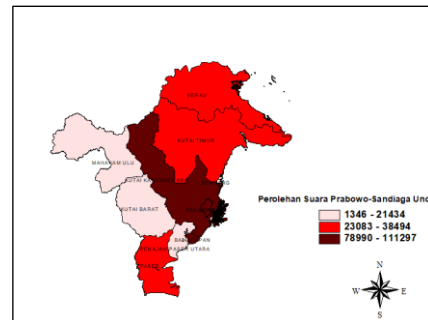 BERAU
KUTAI TIMUR
MAHAKAM ULU
KUTAI BARAT
PASER UTARA
PASER
Perolehan Suara Prabowo-Sandiaga Uno
1346 - 21434
23083 - 38494
78990 - 111297
N
W
E
S